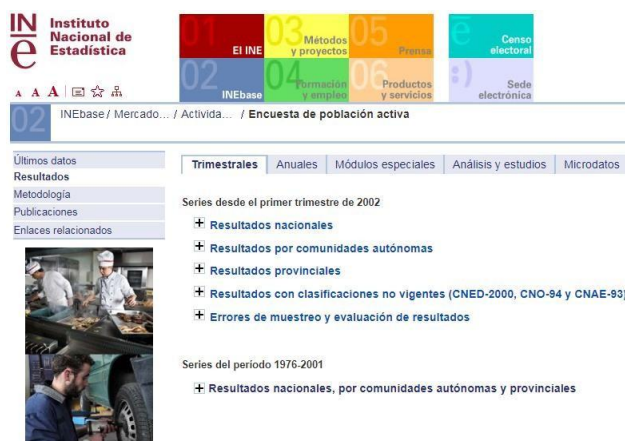 IN
e
Instituto
Nacional de
Estadística
A A A
01 El INE
03 Métodos
y proyectos
05 Prensa
e Censo
electoral
02 INEbase
04 Formación
y empleo
06 Productos
y servicios
:) Sede
electrónica
02 INEbase / Mercado... / Activida... / Encuesta de población activa
Últimos datos
Resultados
Metodología
Publicaciones
Enlaces relacionados
Trimestrales Anuales Módulos especiales Análisis y estudios Microdatos
Series desde el primer trimestre de 2002
+ Resultados nacionales
+ Resultados por comunidades autónomas
+ Resultados provinciales
+ Resultados con clasificaciones no vigentes (CNED-2000, CNO-94 y CNAE-93)
+ Errores de muestreo y evaluación de resultados
Series del período 1976-2001
+ Resultados nacionales, por comunidades autónomas y provinciales